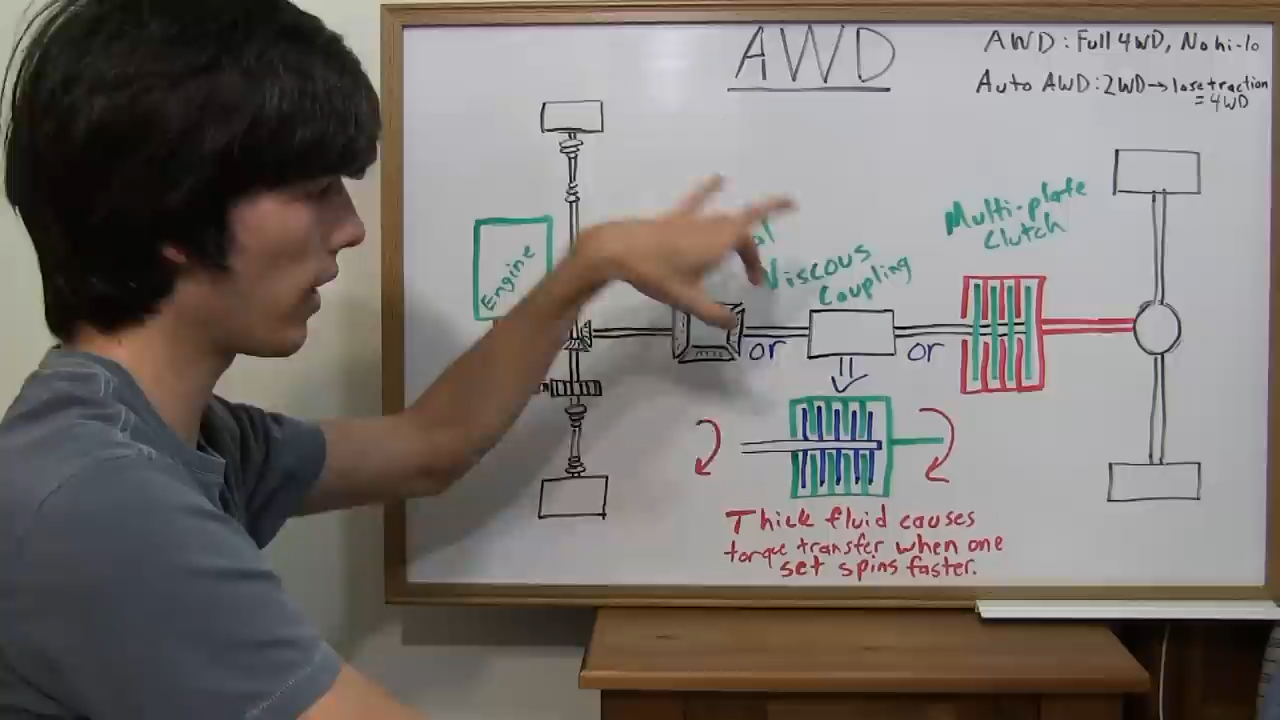 AWD
AWD: Full 4WD, No hi-lo
Auto AWD: 2WD→ lose traction
= 4WD
Multi-plate
Clutch
Viscous
Coupling
Engine
or
or
Thick fluid causes
torque transfer when one
set spins faster.